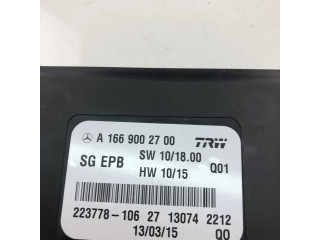 A 166 900 27 00 TRW
SG EPB SW 10/18.00 Q01
HW 10/15
223778-106 27 13074 2212
13/03/15 QQ